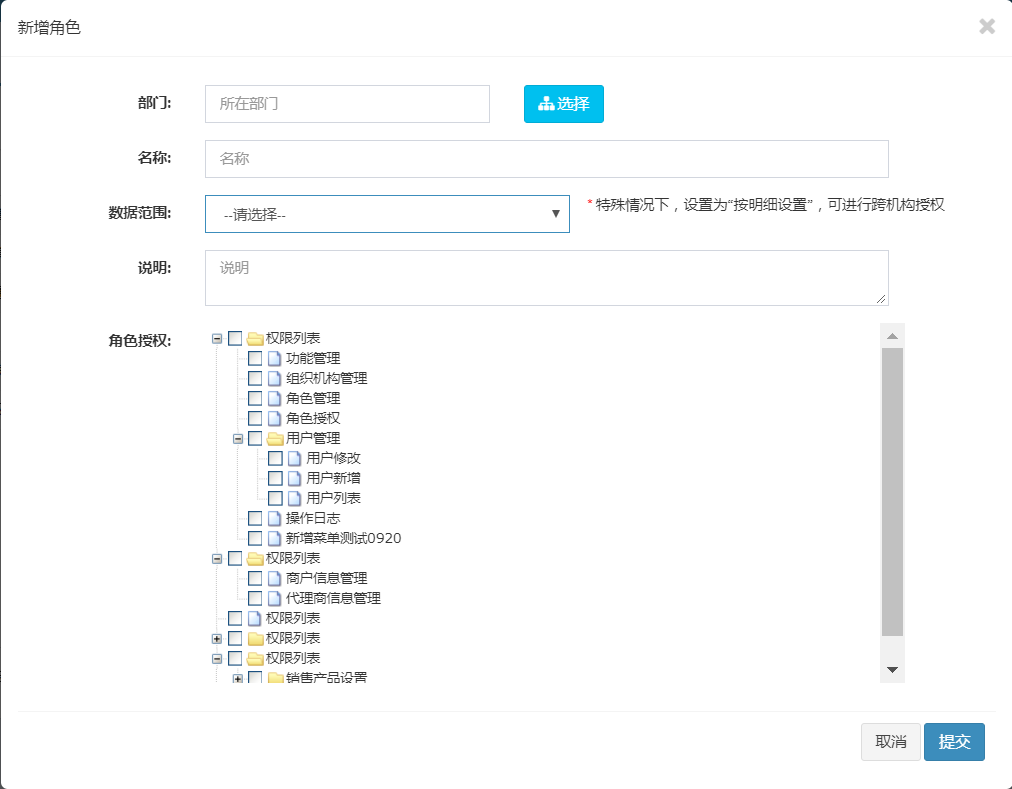 新增角色
部门: 所在部门 选择
名称: 名称
数据范围: --请选择-- *特殊情况下，设置为“按明细设置”，可进行跨机构授权
说明: 说明
角色授权: 权限列表
功能管理
组织机构管理
角色管理
角色授权
用户管理
用户修改
用户新增
用户列表
操作日志
新增菜单测试0920
权限列表
商户信息管理
代理商信息管理
权限列表
权限列表
权限列表
销售产品设置
取消 提交